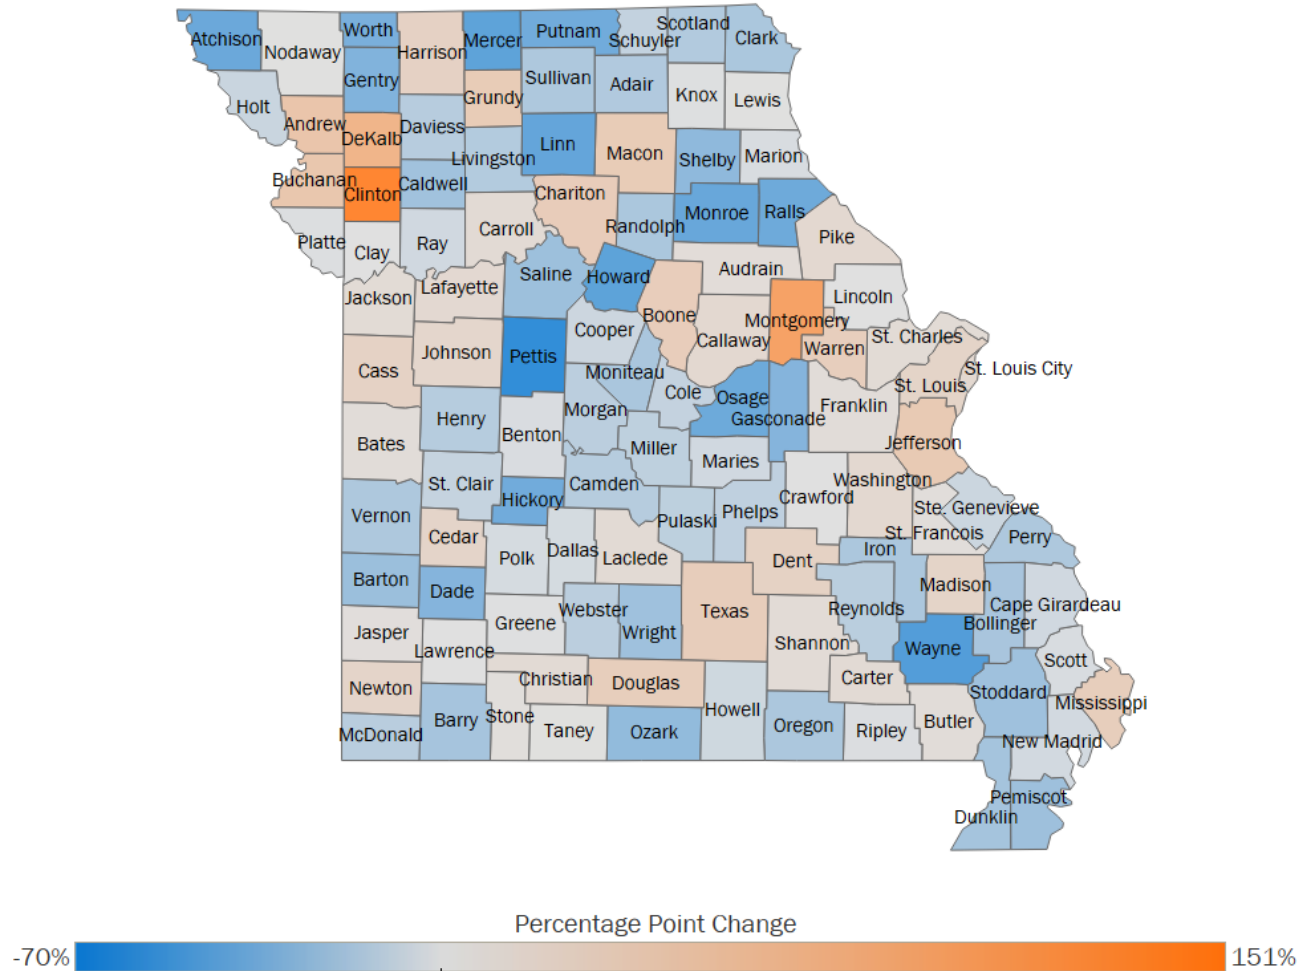 Atchison
Nodaway
Worth
Harrison
Mercer
Putnam
Schuyler
Scotland
Clark
Gentry
Sullivan
Adair
Knox
Lewis
Holt
Andrew
DeKalb
Daviess
Grundy
Livingston
Linn
Macon
Shelby
Marion
Buchanan
Clinton
Caldwell
Chariton
Randolph
Monroe
Ralls
Platte
Clay
Ray
Carroll
Pike
Saline
Howard
Audrain
Jackson
Lafayette
Boone
Lincoln
Cooper
Callaway
Montgomery
Warren
St. Charles
Cass
Johnson
Pettis
Moniteau
Cole
St. Louis City
St. Louis
Henry
Benton
Morgan
Osage
Gasconade
Franklin
Bates
Miller
Maries
Jefferson
St. Clair
Hickory
Camden
Pulaski
Phelps
Crawford
Washington
Vernon
Ste. Genevieve
St. Francois
Cedar
Polk
Dallas
Laclede
Dent
Iron
Perry
Barton
Dade
Texas
Madison
Cape Girardeau
Jasper
Greene
Webster
Wright
Reynolds
Bollinger
Lawrence
Shannon
Wayne
Scott
Newton
Christian
Douglas
Carter
Stoddard
Mississippi
McDonald
Barry
Stone
Taney
Ozark
Howell
Oregon
Ripley
Butler
New Madrid
Pemiscot
Dunklin
Percentage Point Change
-70% 151%